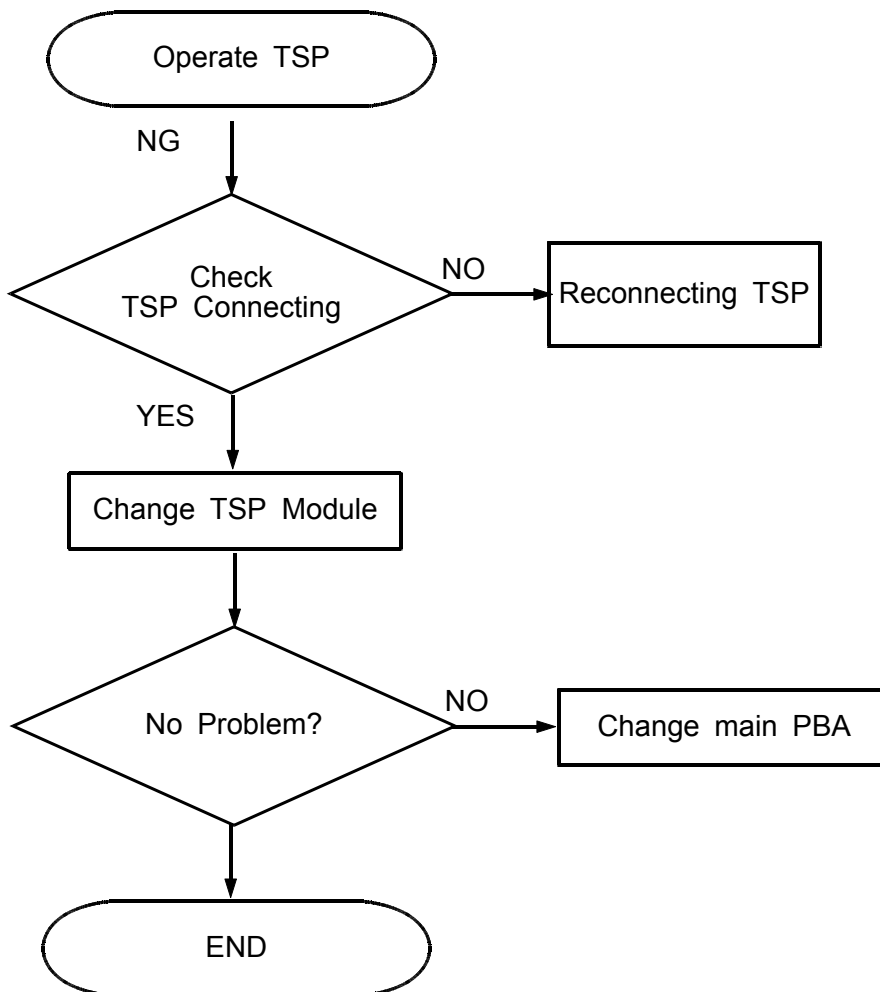 Operate TSP
NG
Check
TSP Connecting
NO
Reconnecting TSP
YES
Change TSP Module
No Problem?
NO
Change main PBA
END